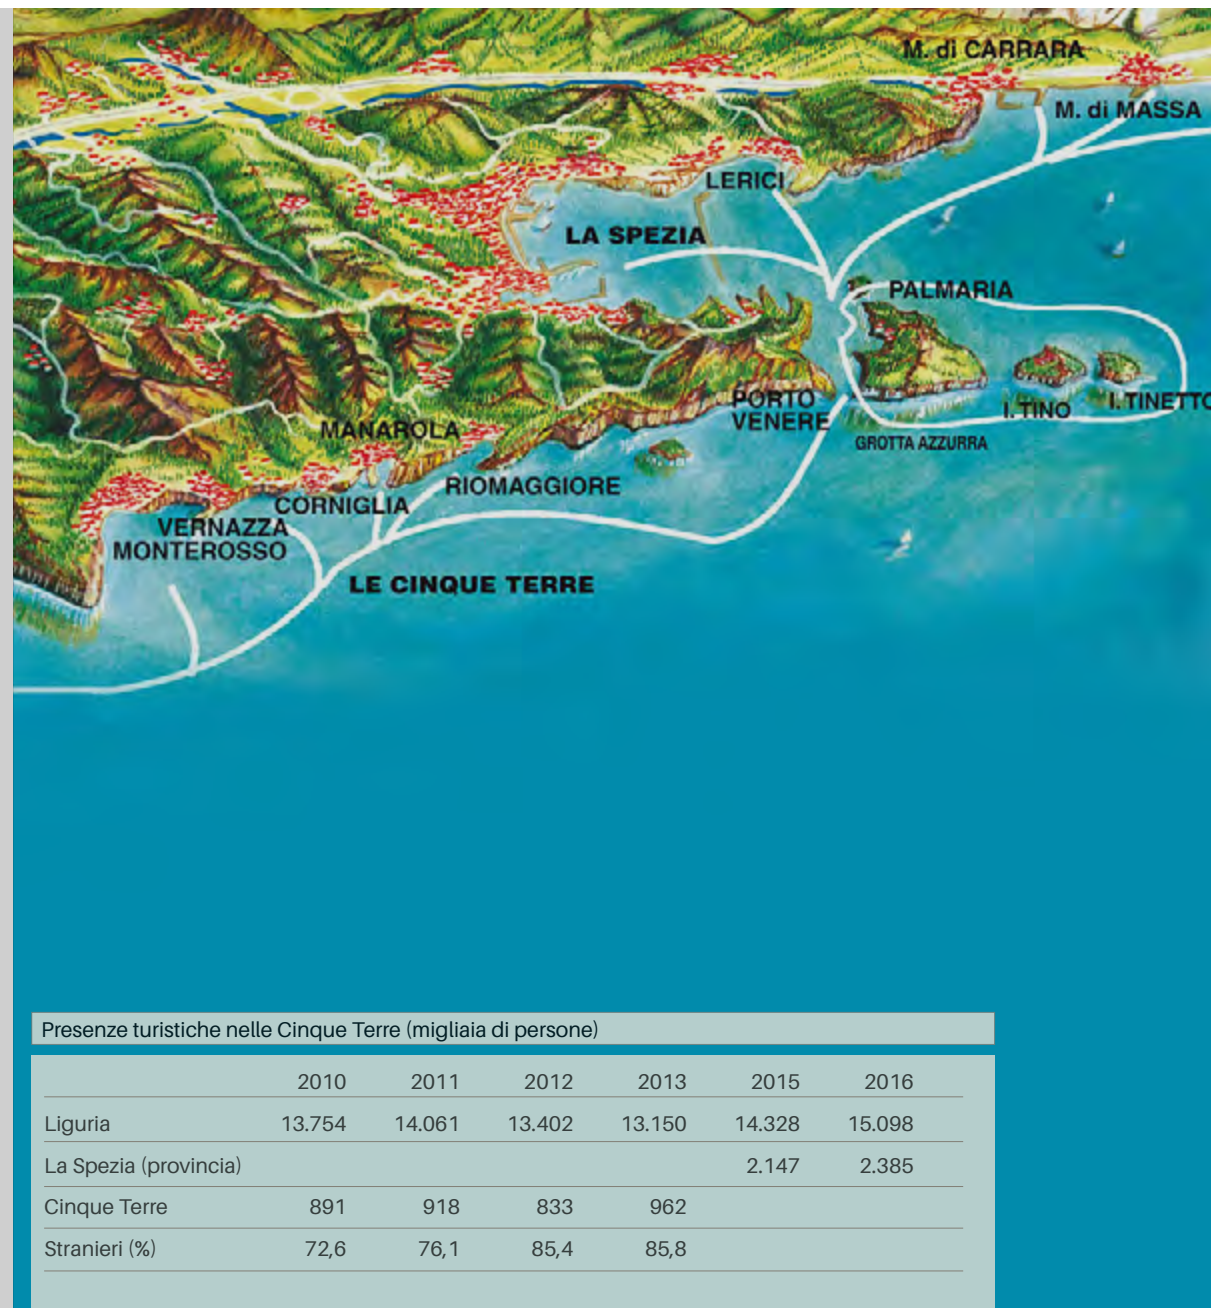 M. di CARRARA
M. di MASSA
LERICI
LA SPEZIA
PALMARIA
PORTO
VENERE
I. TINO
I. TINETTO
GROTTA AZZURRA
MANAROLA
RIOMAGGIORE
CORNIGLIA
VERNAZZA
MONTEROSSO
LE CINQUE TERRE
Presenze turistiche nelle Cinque Terre (migliaia di persone)
2010 2011 2012 2013 2015 2016
Liguria 13.754 14.061 13.402 13.150 14.328 15.098
La Spezia (provincia) 2.147 2.385
Cinque Terre 891 918 833 962
Stranieri (%) 72,6 76,1 85,4 85,8